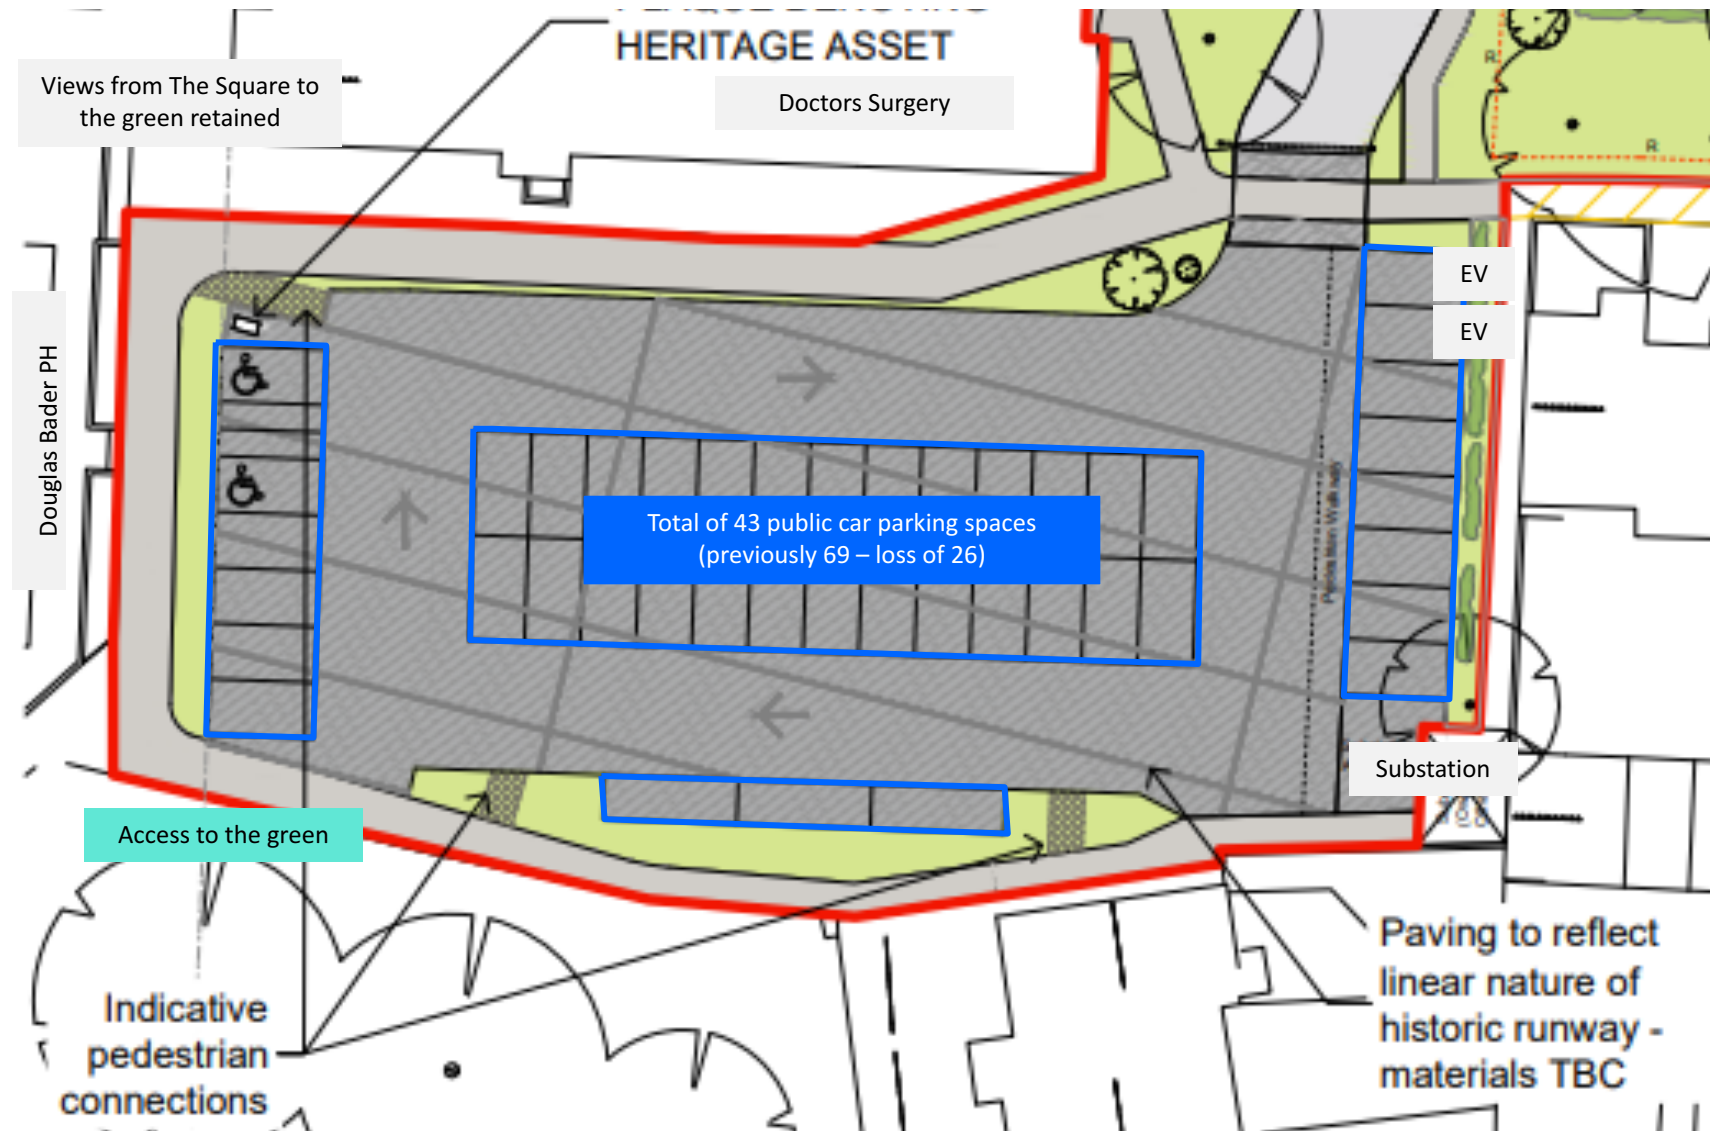 HERITAGE ASSET
Views from The Square to
the green retained
Doctors Surgery
R
R
EV
EV
Douglas Bader PH
Total of 43 public car parking spaces
(previously 69 – loss of 26)
Pedestrian Walkway
Substation
Access to the green
Indicative
pedestrian
connections
Paving to reflect
linear nature of
historic runway -
materials TBC